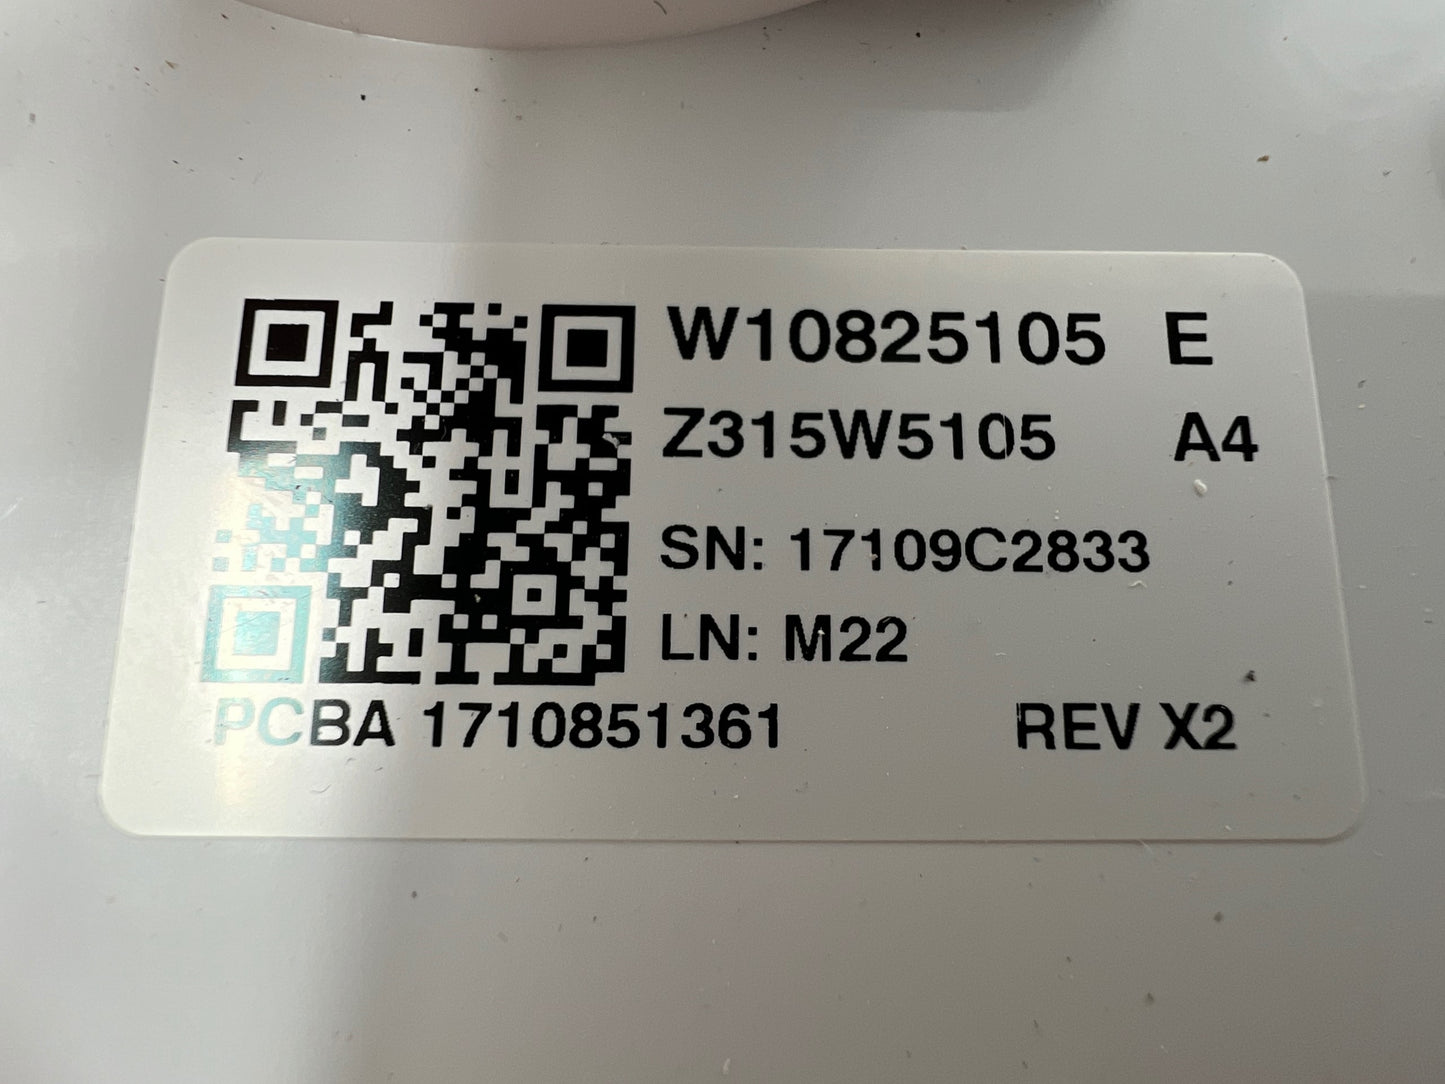 W10825105 E
Z315W5105 A4
SN: 17109C2833
LN: M22
PCBA 1710851361 REV X2